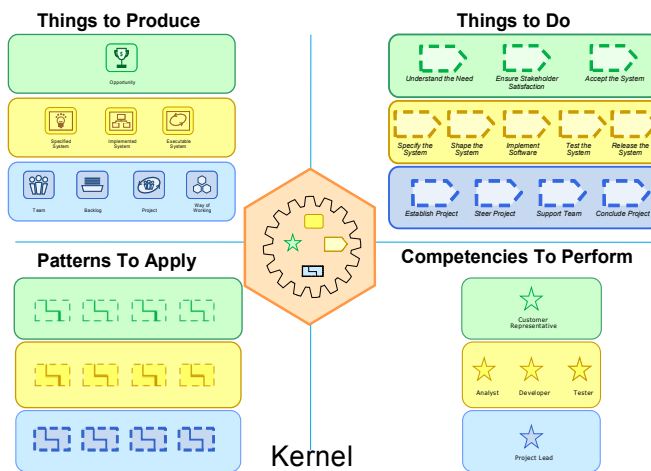 Things to Produce
Things to Do
Opportunity
Understand the Need
Ensure Stakeholder
Satisfaction
Accept the System
Specified
System
Implemented
System
Executable
System
Specify the
System
Shape the
System
Implement
Software
Test the
System
Release the
System
Team
Backlog
Project
Way of
Working
Establish Project
Steer Project
Support Team
Conclude Project
Patterns To Apply
Competencies To Perform
Customer
Representative
Analyst
Developer
Tester
Project Lead
Kernel